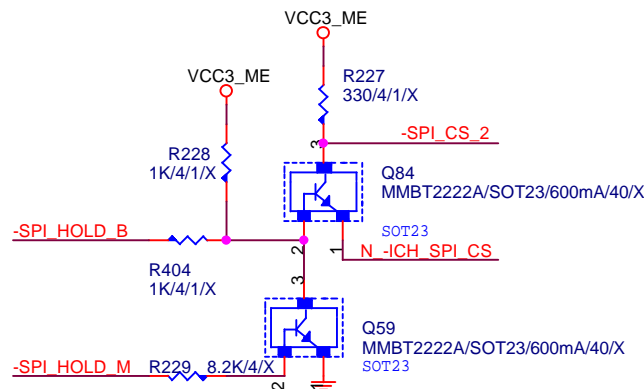 VCC3_ME
VCC3_ME
R227
330/4/1/X
-SPI_CS_2
R228
1K/4/1/X
3
Q84
MMBT2222A/SOT23/600mA/40/X
SOT23
-SPI_HOLD_B
2
1
N_-ICH_SPI_CS
R404
1K/4/1/X
3
Q59
MMBT2222A/SOT23/600mA/40/X
SOT23
-SPI_HOLD_M
R229 8.2K/4/X
2
1